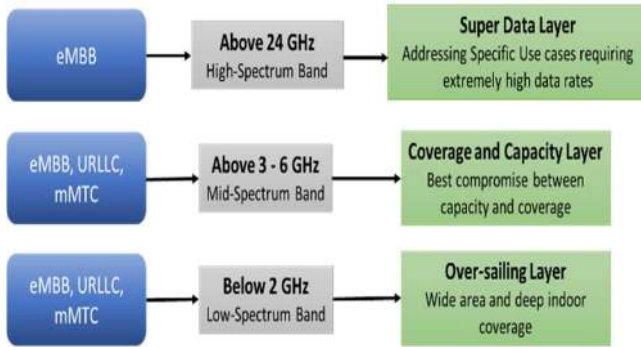 eMBB
Above 24 GHz
High-Spectrum Band
Super Data Layer
Addressing Specific Use cases requiring
extremely high data rates
eMBB, URLLC,
mMTC
Above 3 - 6 GHz
Mid-Spectrum Band
Coverage and Capacity Layer
Best compromise between
capacity and coverage
eMBB, URLLC,
mMTC
Below 2 GHz
Low-Spectrum Band
Over-sailing Layer
Wide area and deep indoor
coverage